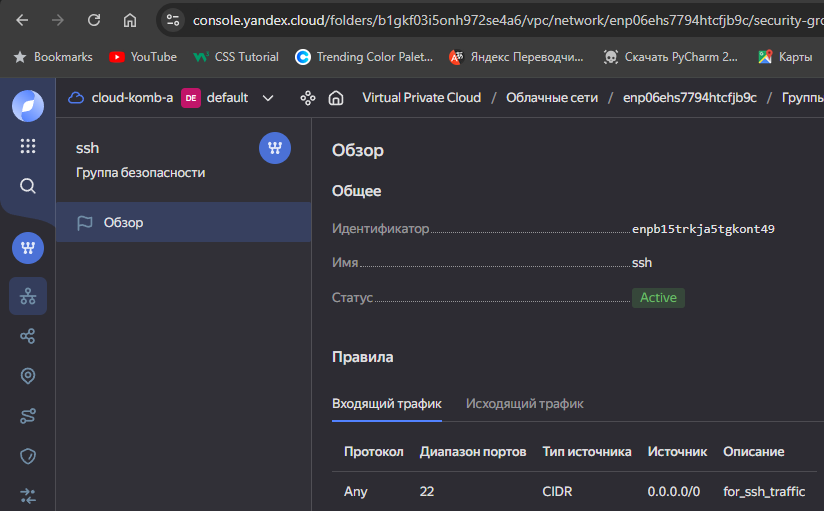 console.yandex.cloud/folders/b1gkf03i5onh972se4a6/vpc/network/enp06ehs7794htcfjb9c/security-gro
Bookmarks YouTube CSS Tutorial Trending Color Palet... Яндекс Переводчи... Скачать PyCharm 2... Карты
cloud-komb-a DE default Virtual Private Cloud / Облачные сети / enp06ehs7794htcfjb9c / Группы
ssh
Группа безопасности
Обзор
Обзор
Общее
Идентификатор enpb15trkja5tgkont49
Имя ssh
Статус Active
Правила
Входящий трафик Исходящий трафик
Протокол Диапазон портов Тип источника Источник Описание
Any 22 CIDR 0.0.0.0/0 for_ssh_traffic